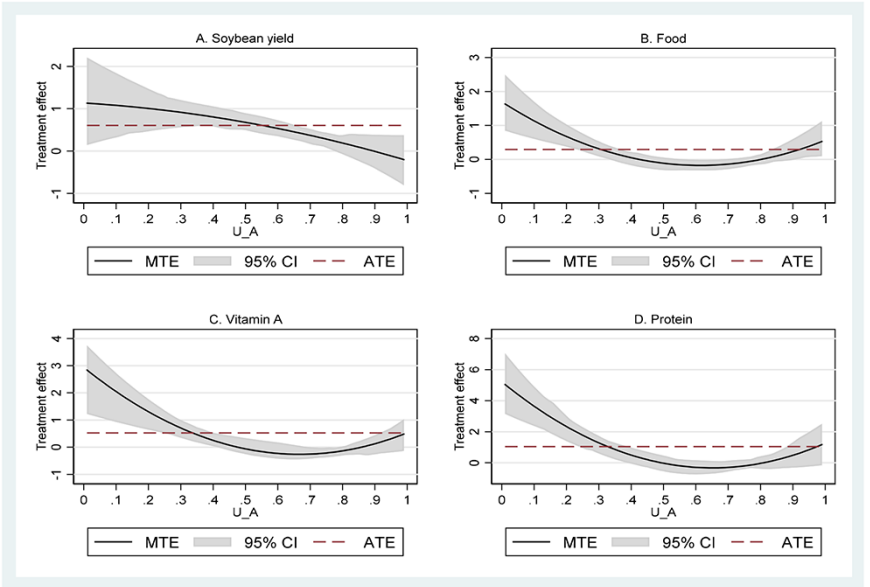 A. Soybean yield
Treatment effect
2
1
0
-1
0 .1 .2 .3 .4 .5 .6 .7 .8 .9 1
U_A
MTE 95% CI ATE
B. Food
Treatment effect
3
2
1
0
-1
0 .1 .2 .3 .4 .5 .6 .7 .8 .9 1
U_A
MTE 95% CI ATE
C. Vitamin A
Treatment effect
4
3
2
1
0
-1
0 .1 .2 .3 .4 .5 .6 .7 .8 .9 1
U_A
MTE 95% CI ATE
D. Protein
Treatment effect
8
6
4
2
0
0 .1 .2 .3 .4 .5 .6 .7 .8 .9 1
U_A
MTE 95% CI ATE